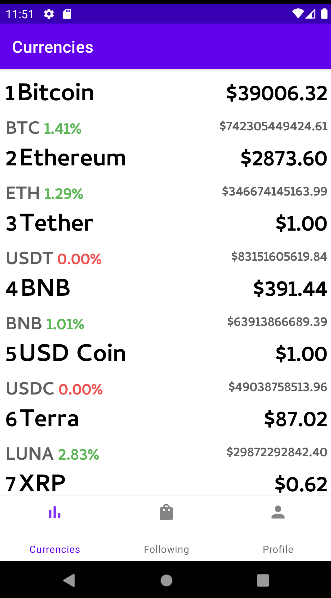 11:51
Currencies
1 Bitcoin $39006.32
BTC 1.41% $742305449424.61
2 Ethereum $2873.60
ETH 1.29% $346674145163.99
3 Tether $1.00
USDT 0.00% $83151605619.84
4 BNB $391.44
BNB 1.01% $63913866689.39
5 USD Coin $1.00
USDC 0.00% $49038758513.96
6 Terra $87.02
LUNA 2.83% $29872292842.40
7 XRP $0.62
Currencies Following Profile